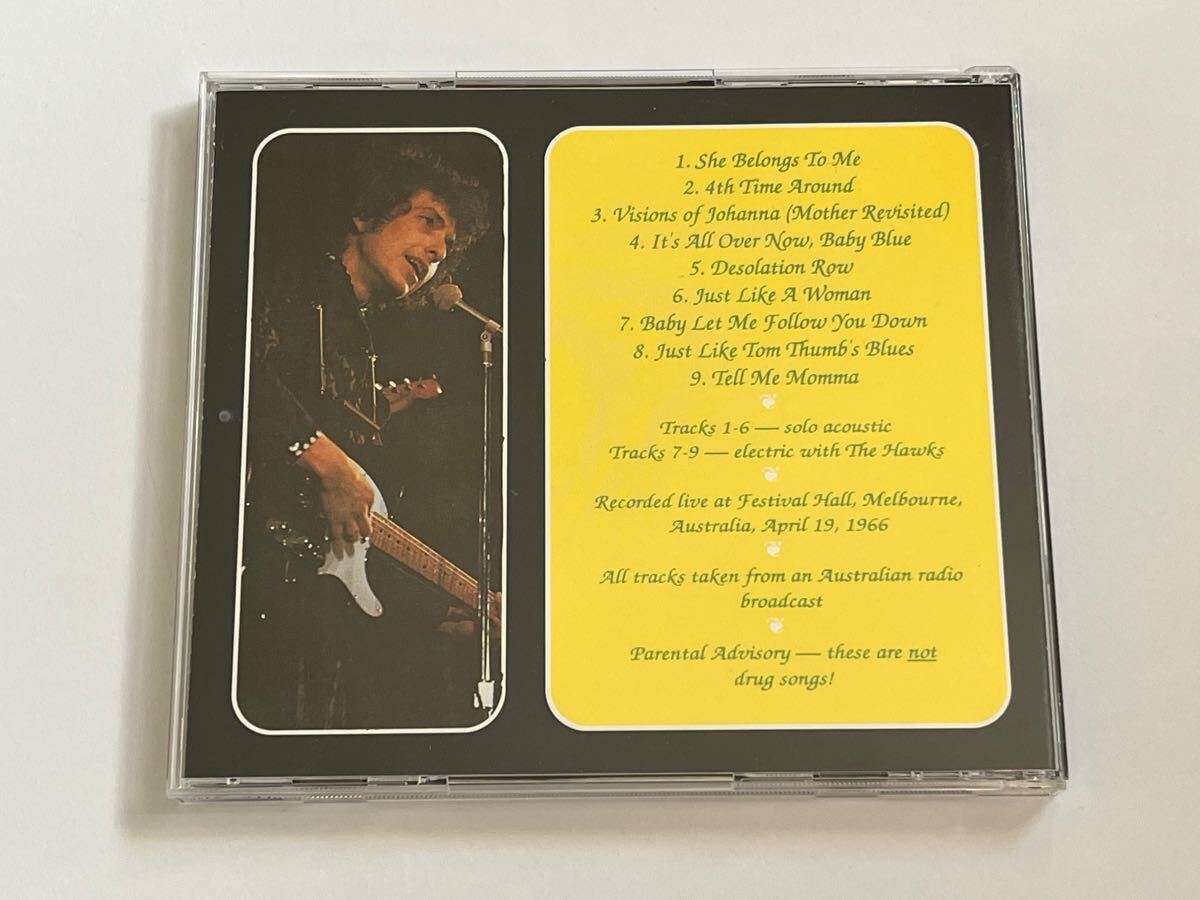 1. She Belongs To Me
2. 4th Time Around
3. Visions of Johanna (Mother Revisited)
4. It's All Over Now, Baby Blue
5. Desolation Row
6. Just Like A Woman
7. Baby Let Me Follow You Down
8. Just Like Tom Thumb's Blues
9. Tell Me Momma
Tracks 1-6 — solo acoustic
Tracks 7-9 — electric with The Hawks
Recorded live at Festival Hall, Melbourne,
Australia, April 19, 1966
All tracks taken from an Australian radio
broadcast
Parental Advisory — these are not
drug songs!